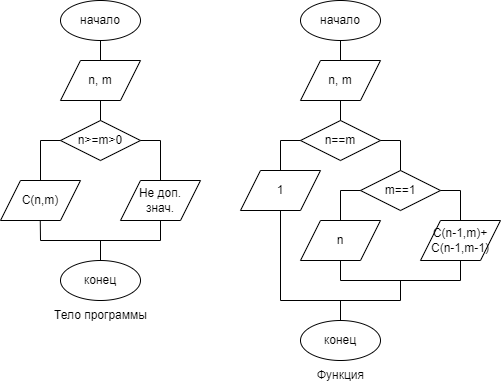 начало
n, m
n>=m>0
C(n,m)
Не доп.
знач.
конец
Тело программы
начало
n, m
n==m
1
m==1
n
C(n-1,m)+
C(n-1,m-1)
конец
Функция